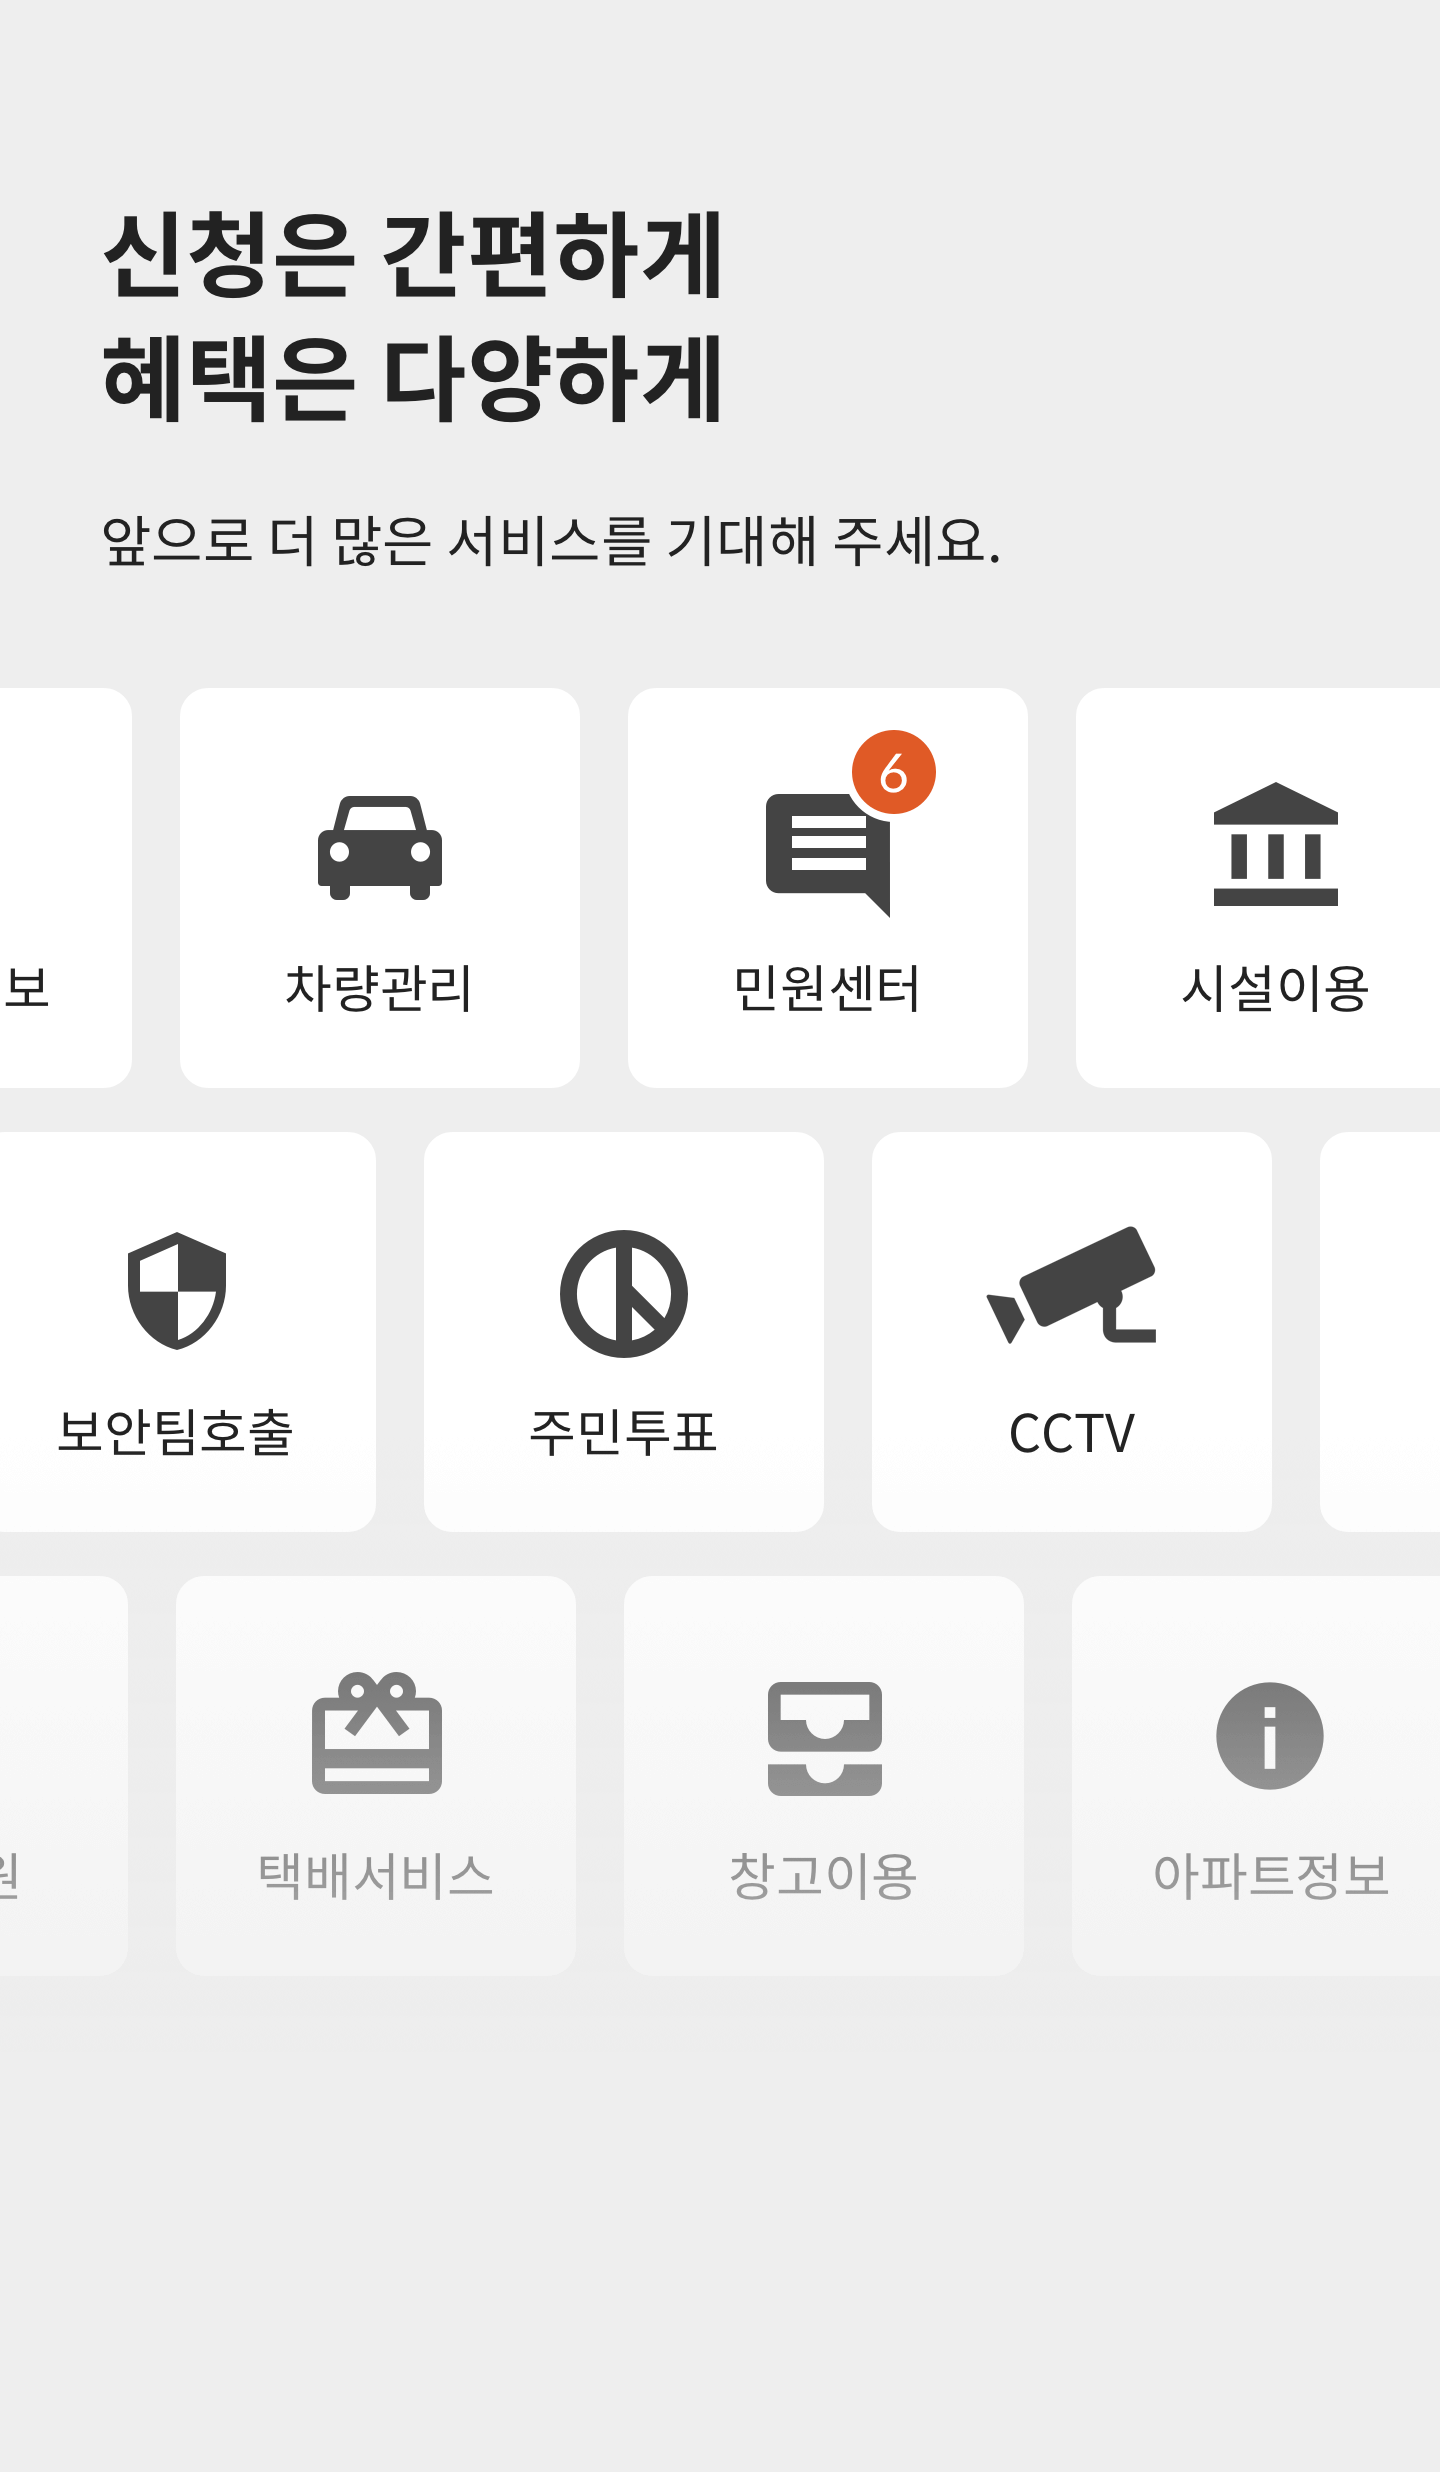 신청은 간편하게
혜택은 다양하게
앞으로 더 많은 서비스를 기대해 주세요.
6
보 차량관리 민원센터 시설이용
보안팀호출 주민투표 CCTV
택배서비스 창고이용 아파트정보